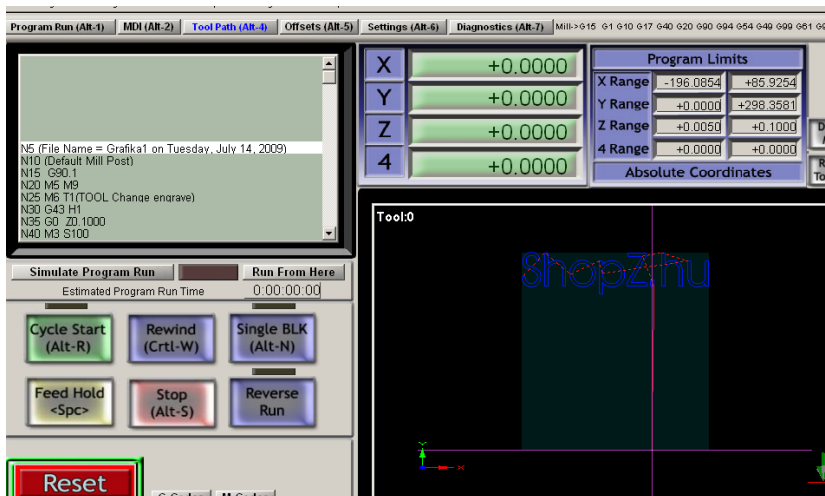 Program Run (Alt-1) MDI (Alt-2) Tool Path (Alt-4) Offsets (Alt-5) Settings (Alt-6) Diagnostics (Alt-7) Mill->G15 G1 G10 G17 G40 G20 G90 G94 G54 G49 G99 G61
N5 (File Name = Grafika1 on Tuesday, July 14, 2009)
N10 (Default Mill Post)
N15 G90.1
N20 M5 M9
N25 M6 T1(TOOL Change engrave)
N30 G43 H1
N35 G0 Z0.1000
N40 M3 S100
X +0.0000
Y +0.0000
Z +0.0000
4 +0.0000
Program Limits
X Range -196.0854 +85.9254
Y Range +0.0000 +298.3581
Z Range +0.0050 +0.1000
4 Range +0.0000 +0.0000
Absolute Coordinates
Simulate Program Run Run From Here
Estimated Program Run Time 0:00:00:00
Cycle Start
(Alt-R)
Rewind
(Crtl-W)
Single BLK
(Alt-N)
Feed Hold
<Spc>
Stop
(Alt-S)
Reverse
Run
Reset
Tool:0
ShopZihu